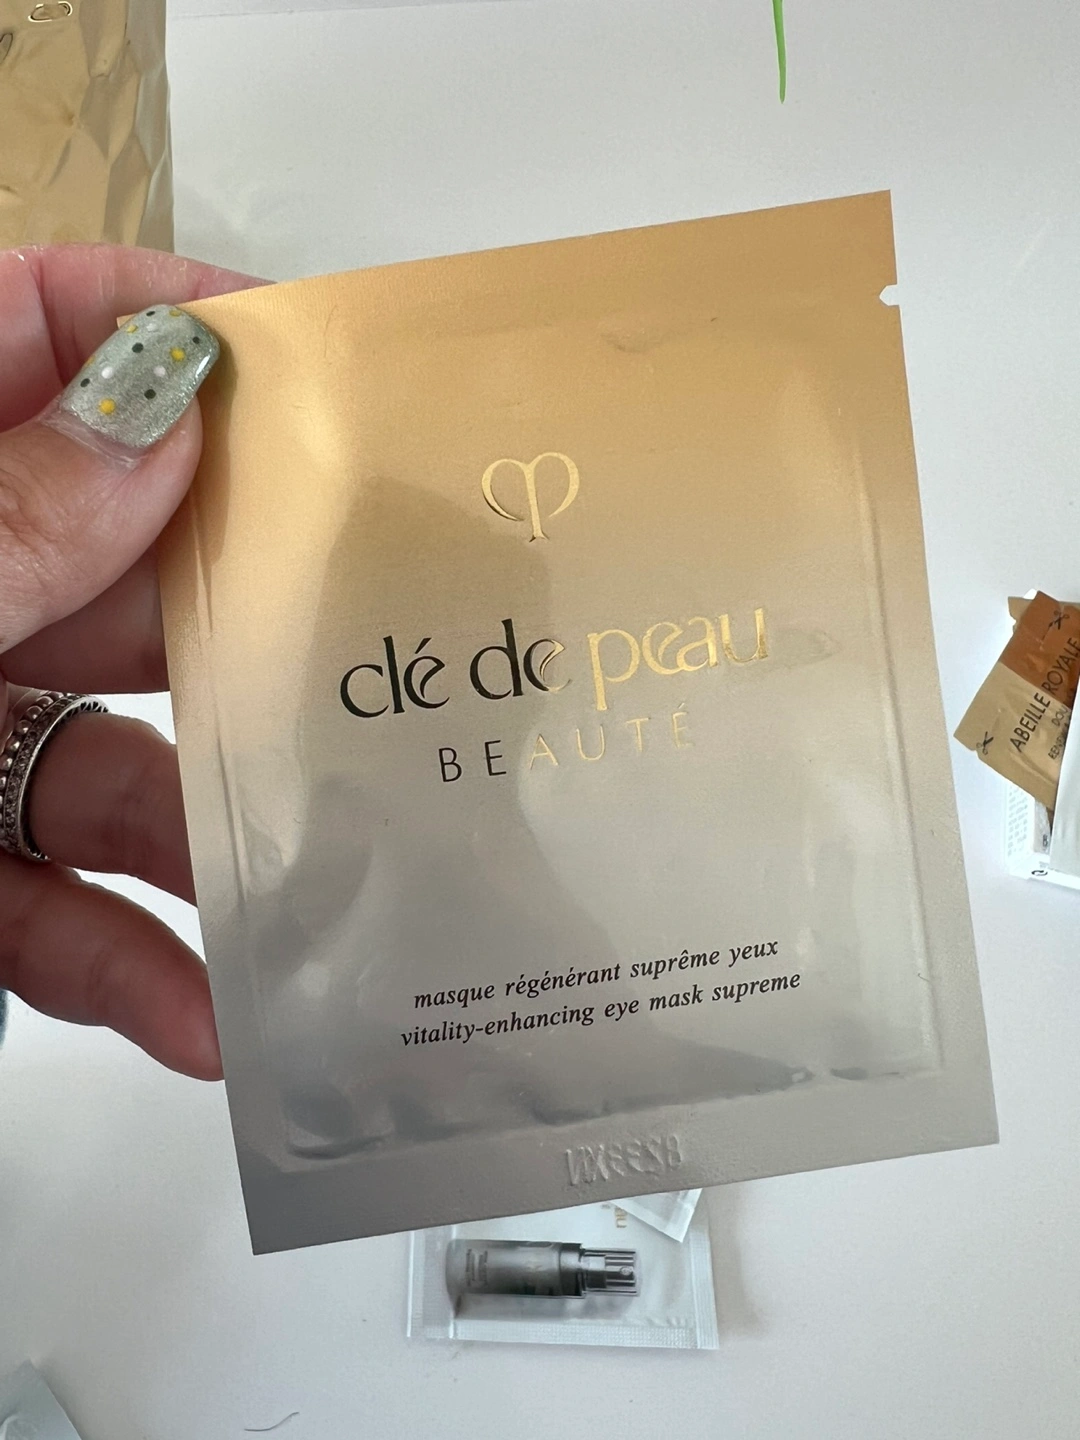 clé de peau
BEAUTÉ
masque régénérant suprême yeux
vitality-enhancing eye mask supreme
ABEILLE ROYALE